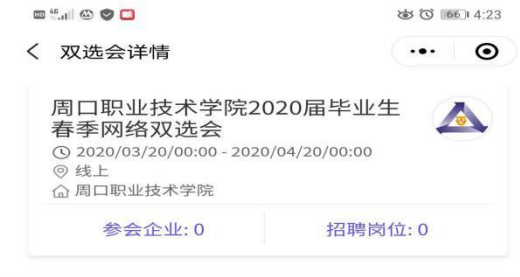 HD 4G 66 4:23
双选会详情
周口职业技术学院2020届毕业生
春季网络双选会
2020/03/20/00:00 - 2020/04/20/00:00
线上
周口职业技术学院
参会企业: 0 招聘岗位: 0